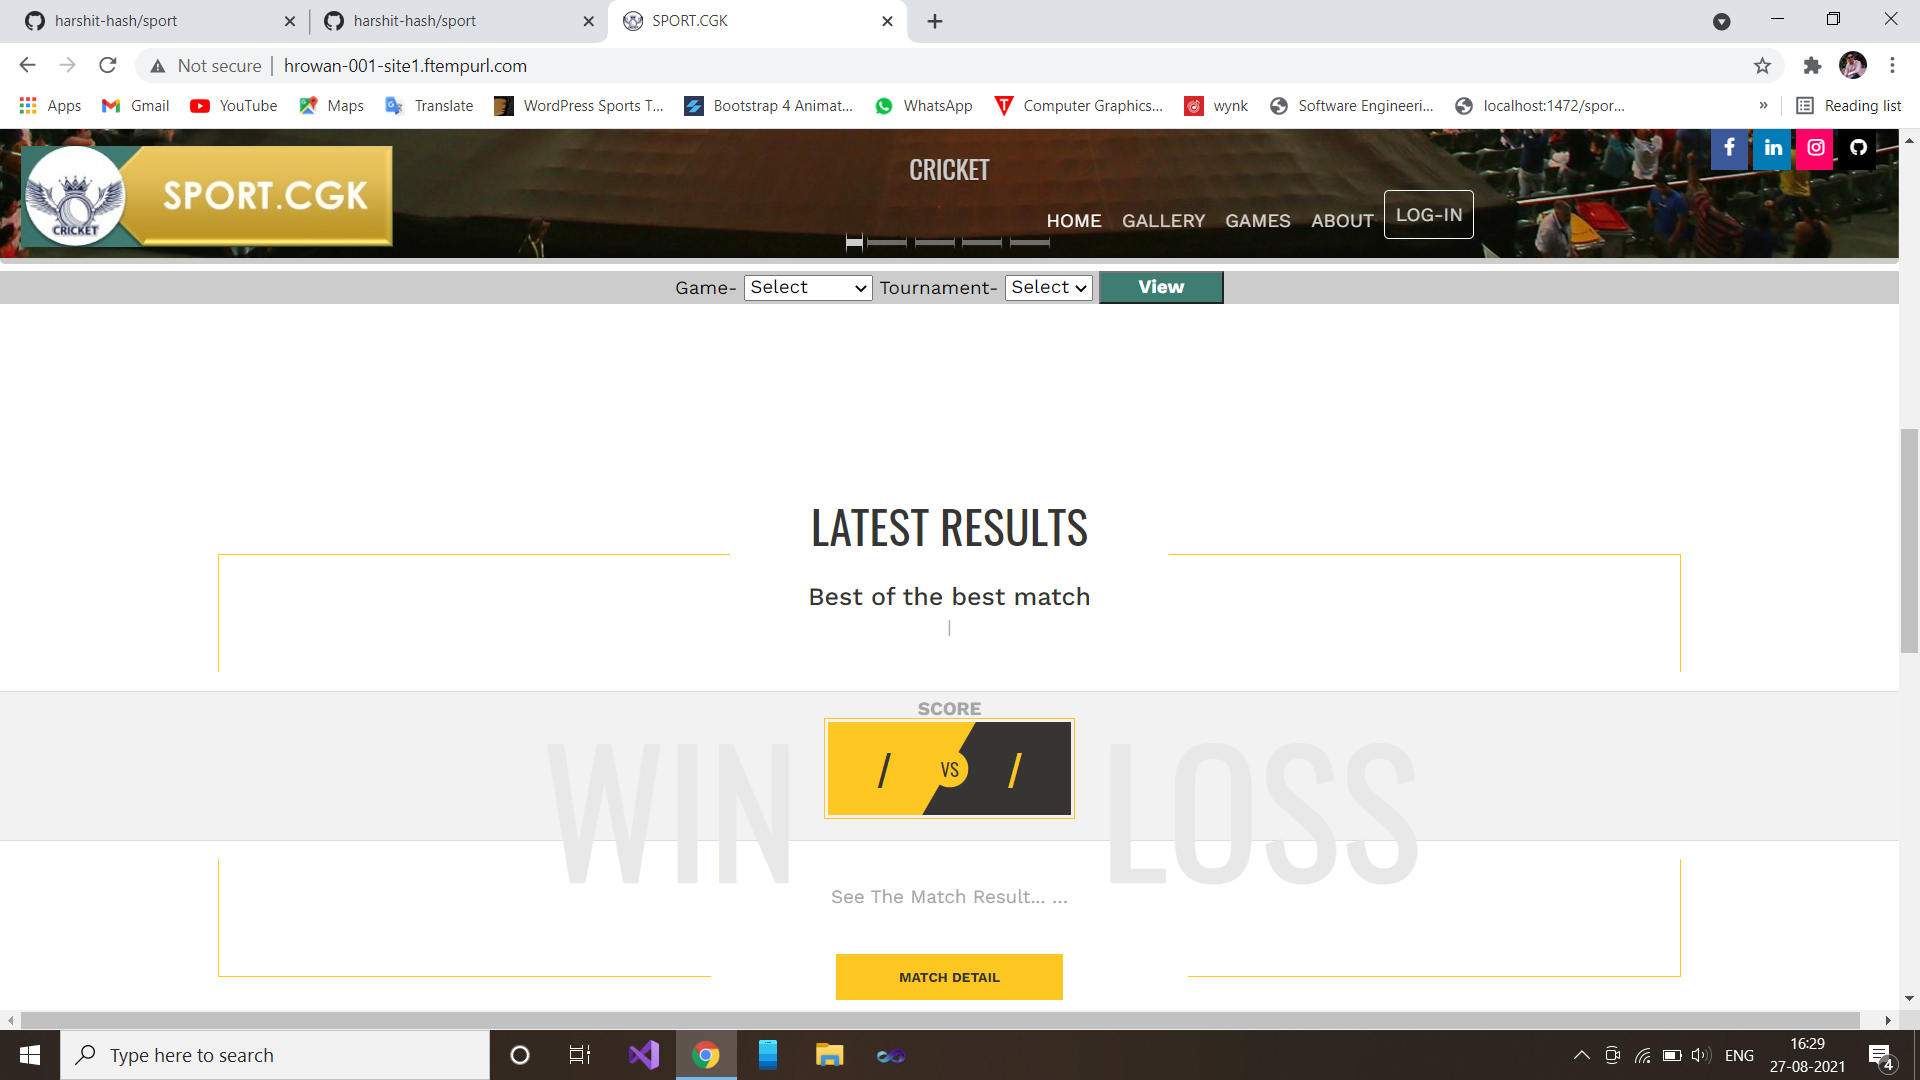 harshit-hash/sport
harshit-hash/sport
SPORT.CGK
Not secure
hrowan-001-site1.ftempurl.com
Apps
Gmail
YouTube
Maps
Translate
WordPress Sports T...
Bootstrap 4 Animat...
WhatsApp
Computer Graphics...
wynk
Software Engineeri...
localhost:1472/spor...
»
Reading list
CRICKET
SPORT.CGK
CRICKET
HOME
GALLERY
GAMES
ABOUT
LOG-IN
Game-
Select
Tournament-
Select
View
LATEST RESULTS
Best of the best match
|
SCORE
WIN
/
VS
/
LOSS
See The Match Result... ...
MATCH DETAIL
Type here to search
ENG
16:29
27-08-2021
4